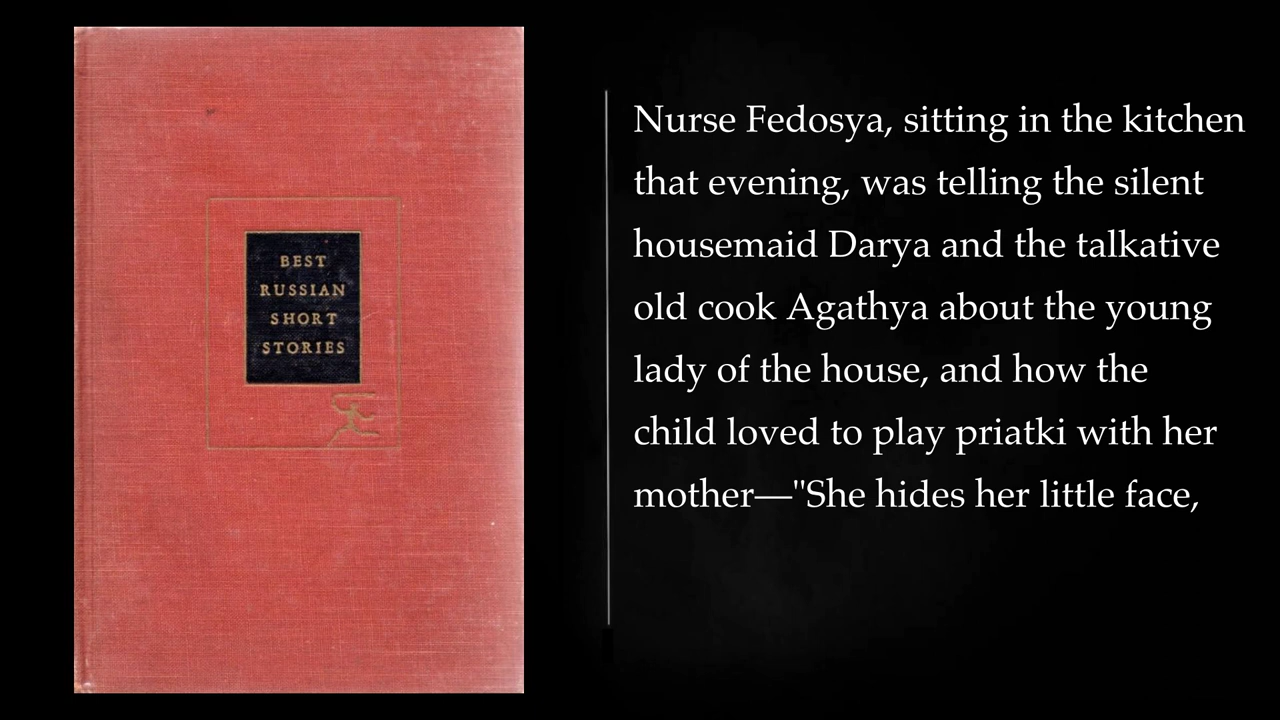 BEST
RUSSIAN
SHORT
STORIES
Nurse Fedosya, sitting in the kitchen
that evening, was telling the silent
housemaid Darya and the talkative
old cook Agathya about the young
lady of the house, and how the
child loved to play priatki with her
mother—"She hides her little face,